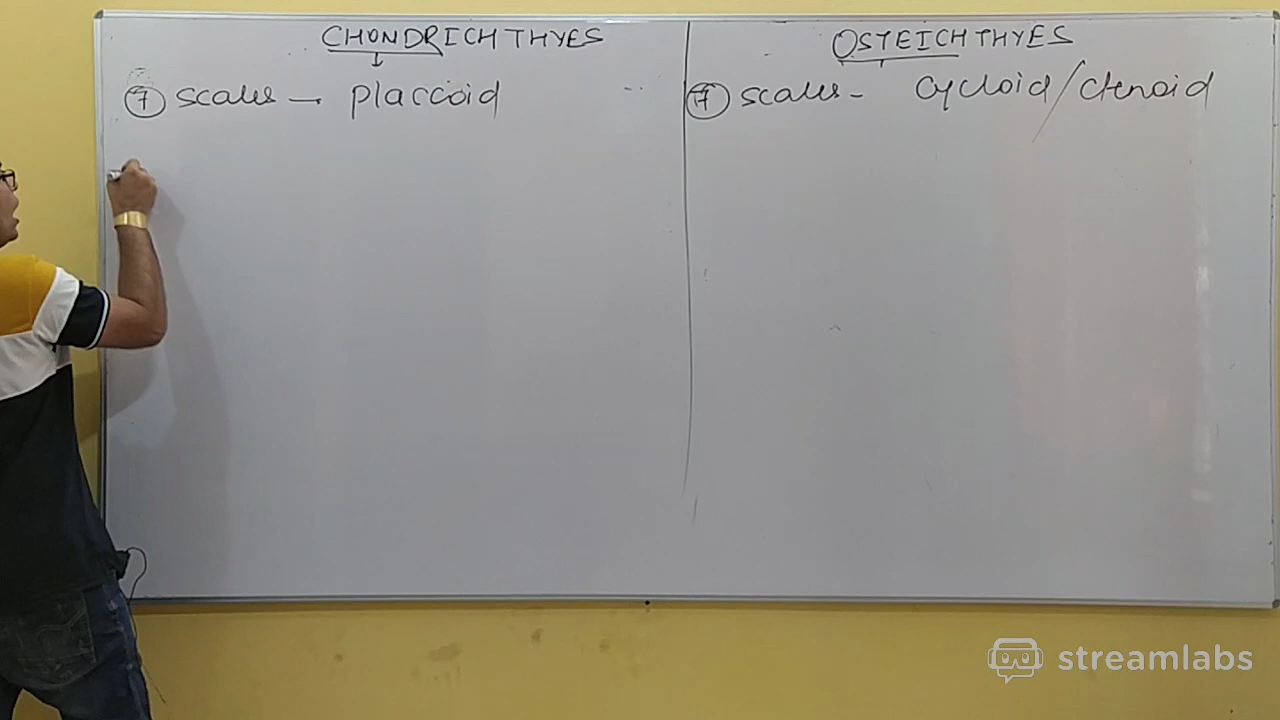 CHONDRICHTHYES
⑦ scales - placcoid
OSTEICHTHYES
⑦ scales - cycloid/ctenoid
streamlabs